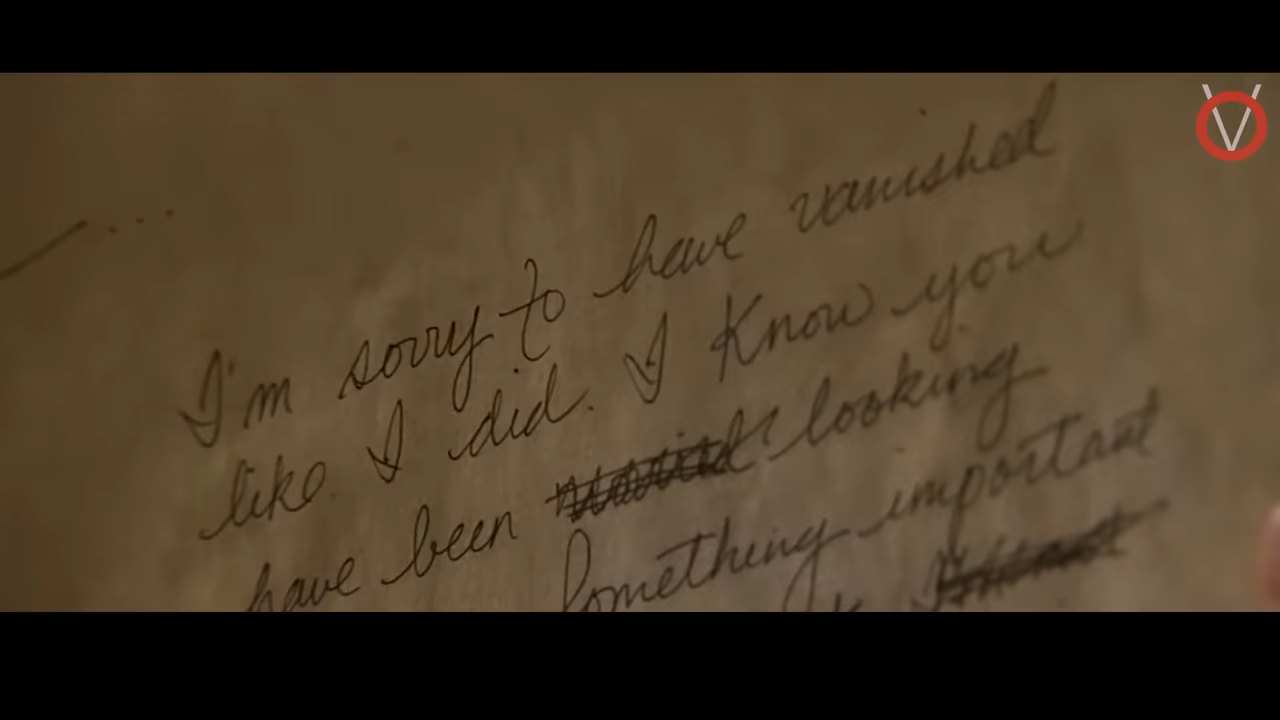 I'm sorry to have vanished
like I did. I know you
have been looking
Something important